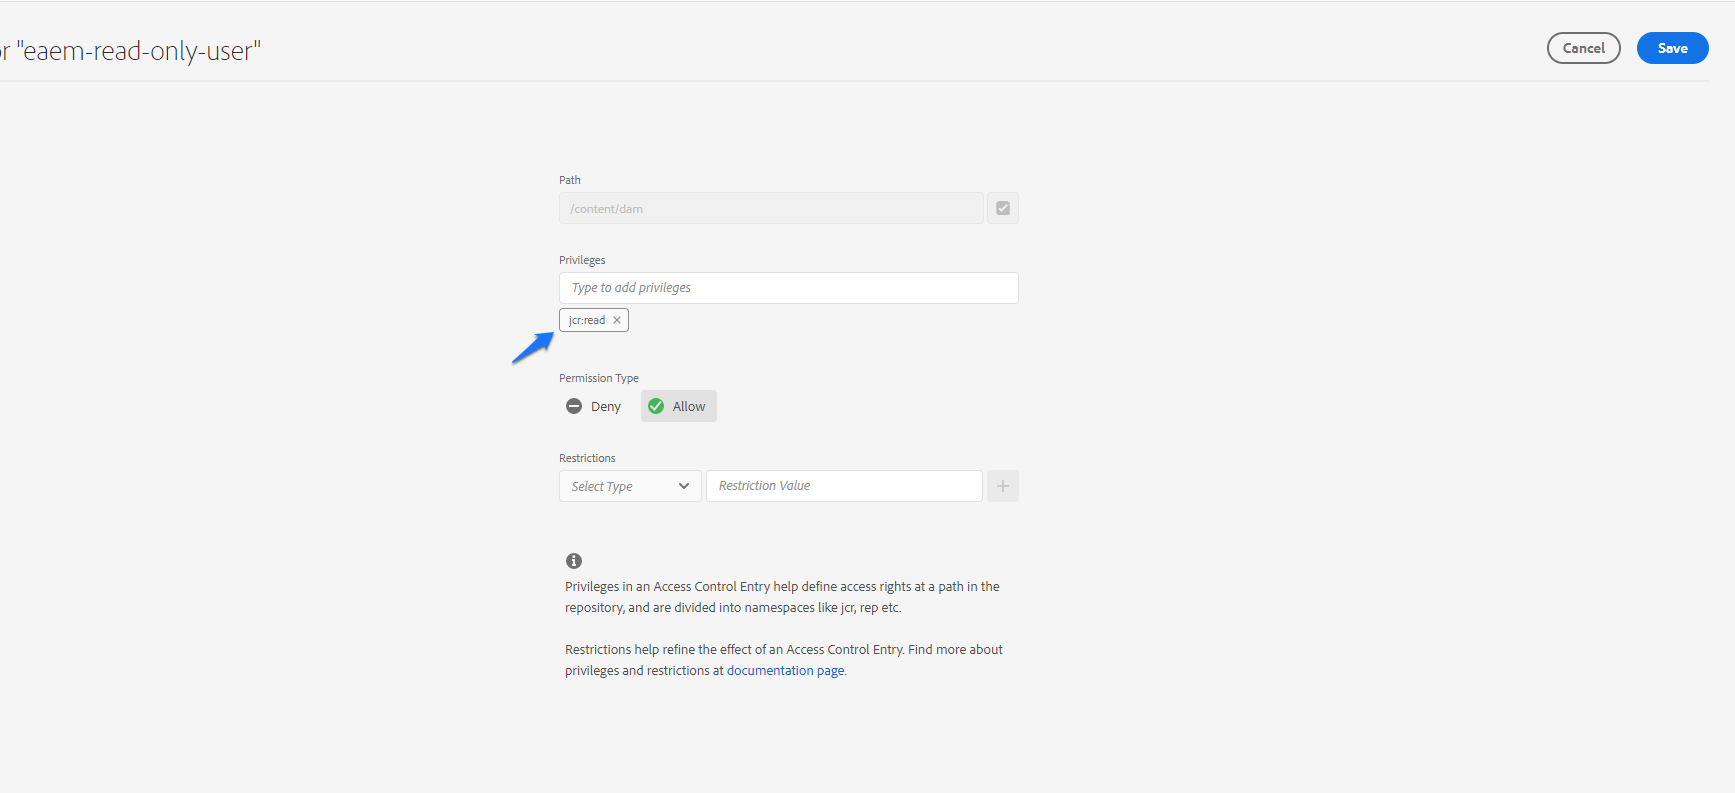 "eaem-read-only-user"
Cancel
Save
Path
/content/dam
Privileges
Type to add privileges
jcr:read
Permission Type
Deny
Allow
Restrictions
Select Type
Restriction Value
Privileges in an Access Control Entry help define access rights at a path in the
repository, and are divided into namespaces like jcr, rep etc.
Restrictions help refine the effect of an Access Control Entry. Find more about
privileges and restrictions at documentation page.